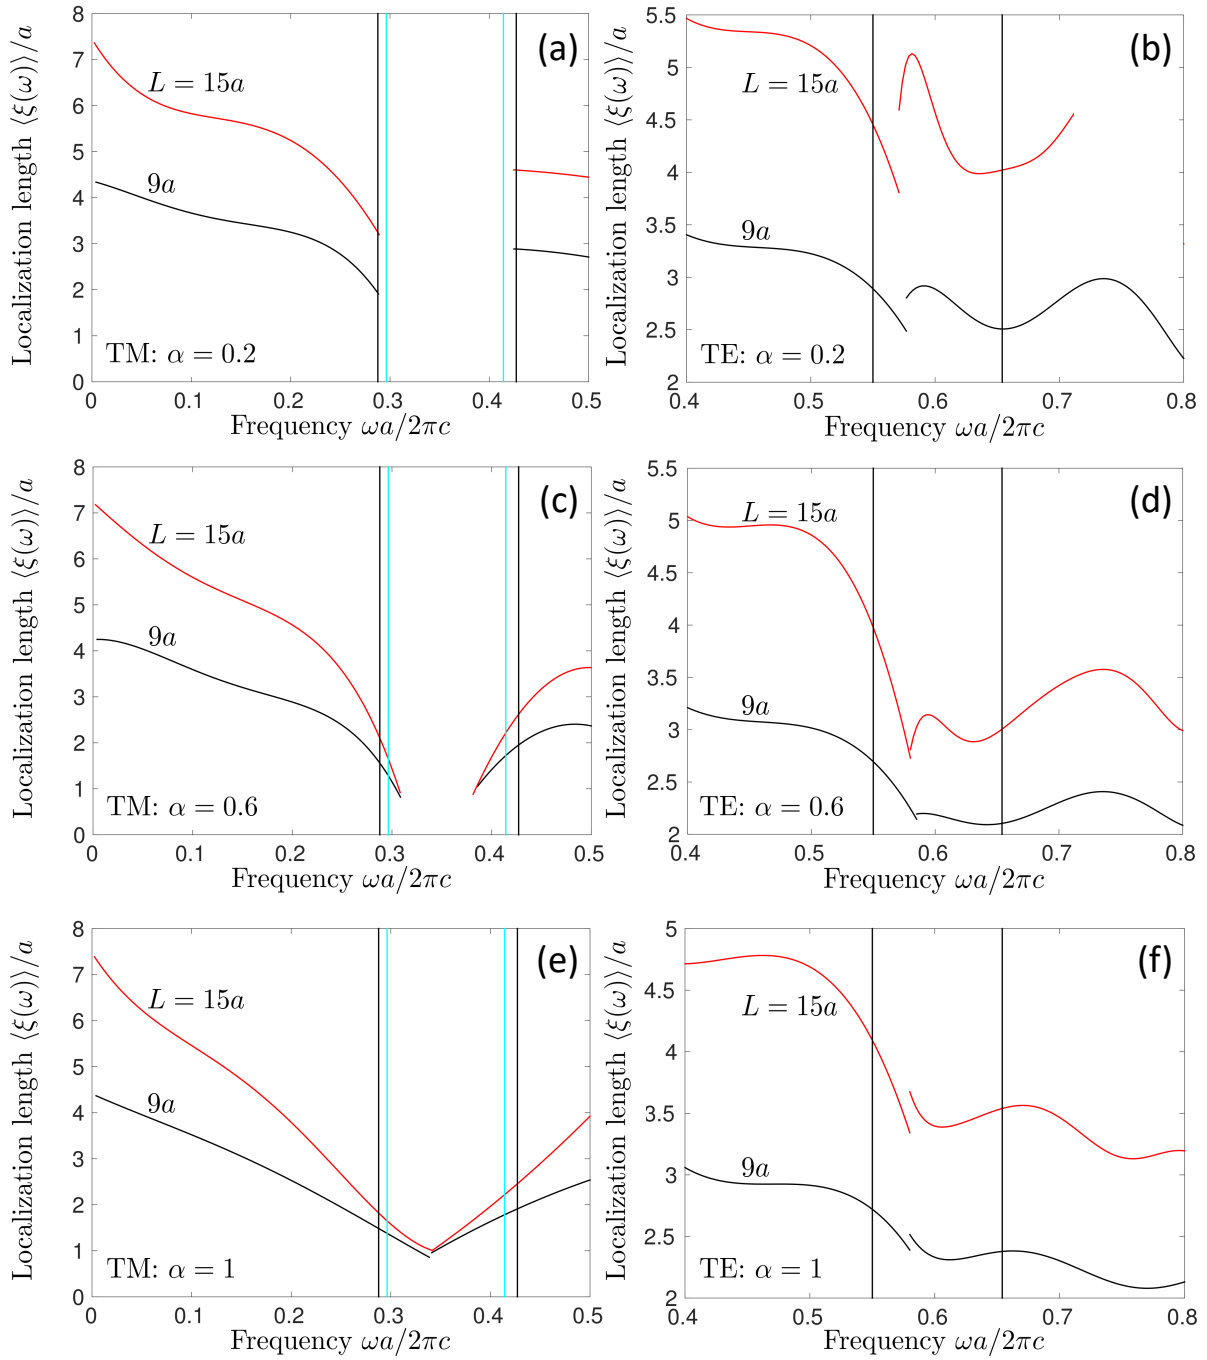 (a)
Localization length ⟨ξ(ω)⟩/a
8
7
6
5
4
3
2
1
0
L = 15a
9a
TM: α = 0.2
0 0.1 0.2 0.3 0.4 0.5
Frequency ωa/2πc
(b)
Localization length ⟨ξ(ω)⟩/a
5.5
5
4.5
4
3.5
3
2.5
2
L = 15a
9a
TE: α = 0.2
0.4 0.5 0.6 0.7 0.8
Frequency ωa/2πc
(c)
Localization length ⟨ξ(ω)⟩/a
8
7
6
5
4
3
2
1
0
L = 15a
9a
TM: α = 0.6
0 0.1 0.2 0.3 0.4 0.5
Frequency ωa/2πc
(d)
Localization length ⟨ξ(ω)⟩/a
5.5
5
4.5
4
3.5
3
2.5
2
L = 15a
9a
TE: α = 0.6
0.4 0.5 0.6 0.7 0.8
Frequency ωa/2πc
(e)
Localization length ⟨ξ(ω)⟩/a
8
7
6
5
4
3
2
1
0
L = 15a
9a
TM: α = 1
0 0.1 0.2 0.3 0.4 0.5
Frequency ωa/2πc
(f)
Localization length ⟨ξ(ω)⟩/a
5
4.5
4
3.5
3
2.5
2
L = 15a
9a
TE: α = 1
0.4 0.5 0.6 0.7 0.8
Frequency ωa/2πc